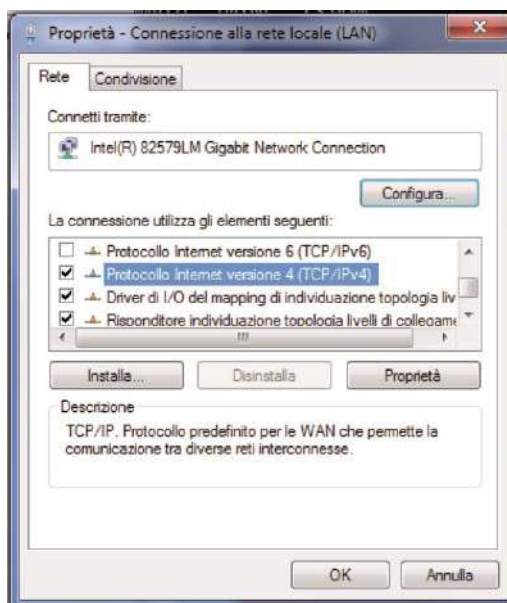 Proprietà - Connessione alla rete locale (LAN)
Rete
Condivisione
Connetti tramite:
Intel(R) 82579LM Gigabit Network Connection
Configura...
La connessione utilizza gli elementi seguenti:
Protocollo Internet versione 6 (TCP/IPv6)
Protocollo Internet versione 4 (TCP/IPv4)
Driver di I/O del mapping di individuazione topologia liv
Risponditore individuazione topologia livelli di collegame
Installa...
Disinstalla
Proprietà
Descrizione
TCP/IP. Protocollo predefinito per le WAN che permette la
comunicazione tra diverse reti interconnesse.
OK
Annulla